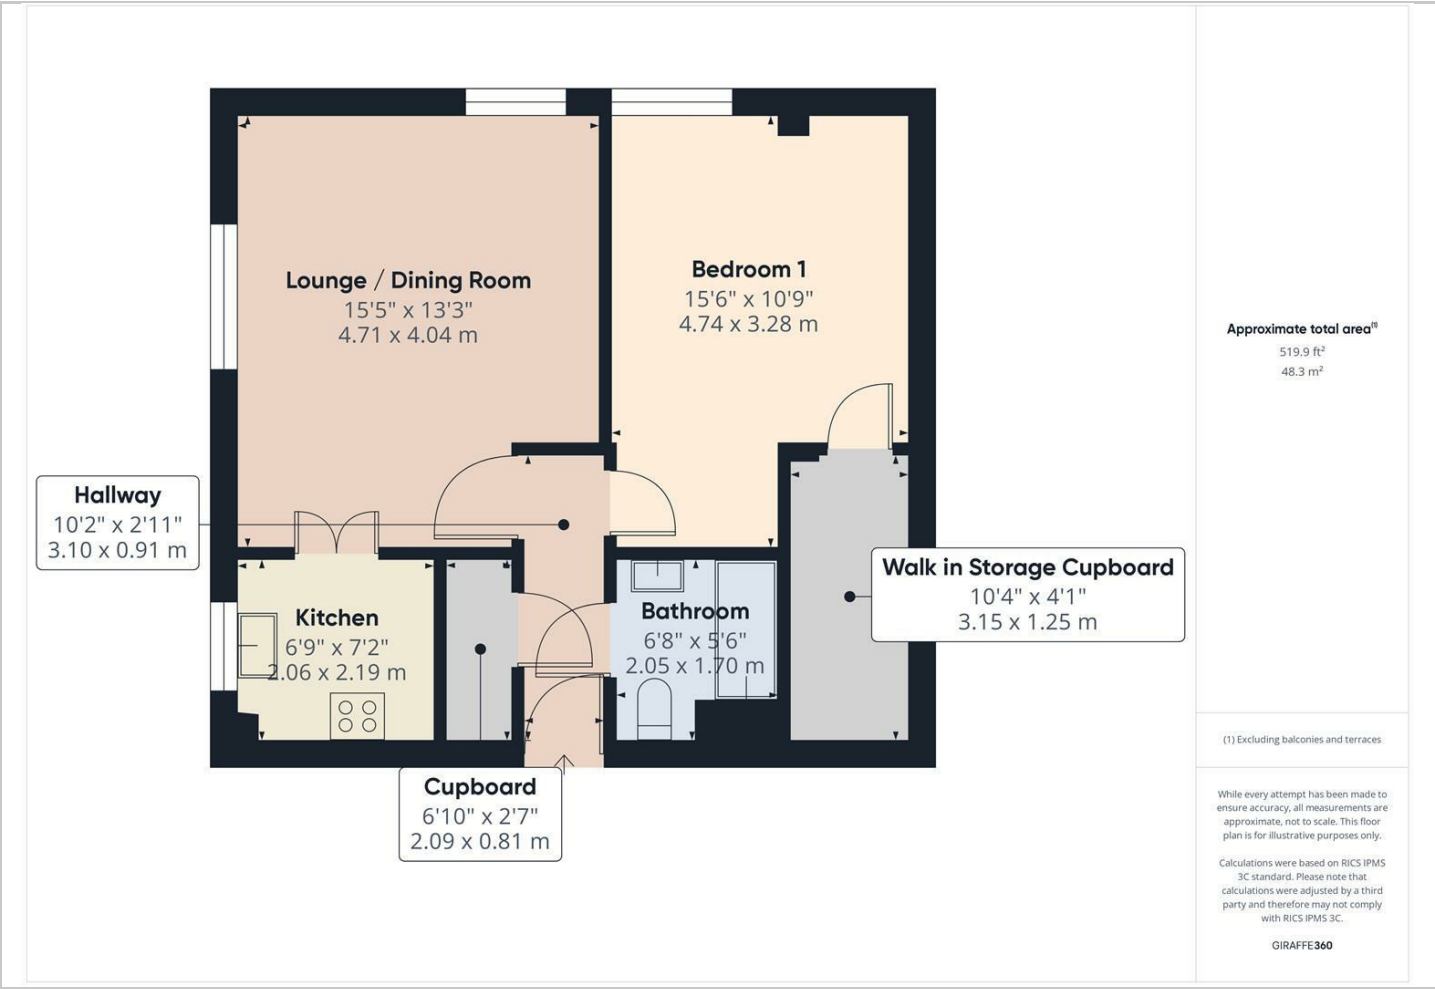 Lounge / Dining Room
15'5" x 13'3"
4.71 x 4.04 m
Bedroom 1
15'6" x 10'9"
4.74 x 3.28 m
Hallway
10'2" x 2'11"
3.10 x 0.91 m
Kitchen
6'9" x 7'2"
2.06 x 2.19 m
Bathroom
6'8" x 5'6"
2.05 x 1.70 m
Walk in Storage Cupboard
10'4" x 4'1"
3.15 x 1.25 m
Cupboard
6'10" x 2'7"
2.09 x 0.81 m
Approximate total area⁽¹⁾
519.9 ft²
48.3 m²
(1) Excluding balconies and terraces
While every attempt has been made to
ensure accuracy, all measurements are
approximate, not to scale. This floor
plan is for illustrative purposes only.
Calculations were based on RICS IPMS
3C standard. Please note that
calculations were adjusted by a third
party and therefore may not comply
with RICS IPMS 3C.
GIRAFFE360